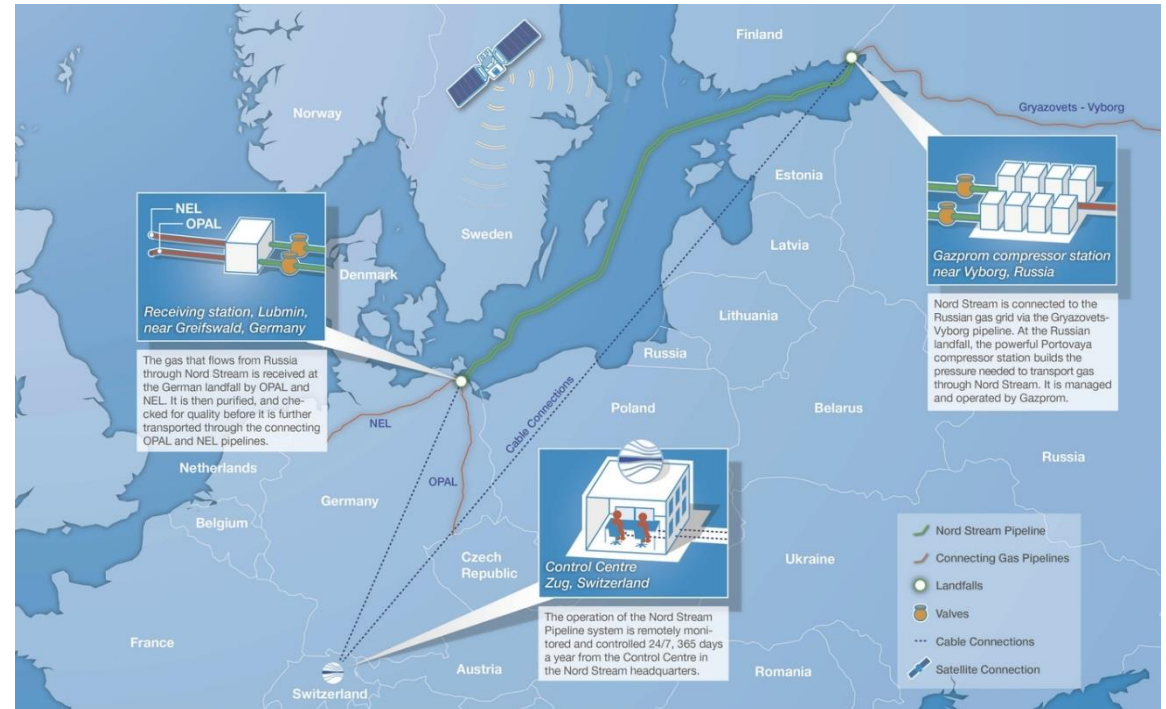 Finland
Norway
Gryazovets - Vyborg
Estonia
Sweden
Latvia
Denmark
Lithuania
Russia
NEL
OPAL
Receiving station, Lubmin,
near Greifswald, Germany
The gas that flows from Russia
through Nord Stream is received at
the German landfall by OPAL and
NEL. It is then purified, and che-
cked for quality before it is further
transported through the connecting
OPAL and NEL pipelines.
Gazprom compressor station
near Vyborg, Russia
Nord Stream is connected to the
Russian gas grid via the Gryazovets-
Vyborg pipeline. At the Russian
landfall, the powerful Portovaya
compressor station builds the
pressure needed to transport gas
through Nord Stream. It is managed
and operated by Gazprom.
Cable Connections
Poland
Belarus
NEL
Netherlands
OPAL
Germany
Belgium
Russia
Czech
Republic
Ukraine
Control Centre
Zug, Switzerland
The operation of the Nord Stream
Pipeline system is remotely moni-
tored and controlled 24/7, 365 days
a year from the Control Centre in
the Nord Stream headquarters.
France
Austria
Switzerland
Romania
Nord Stream Pipeline
Connecting Gas Pipelines
Landfalls
Valves
Cable Connections
Satellite Connection